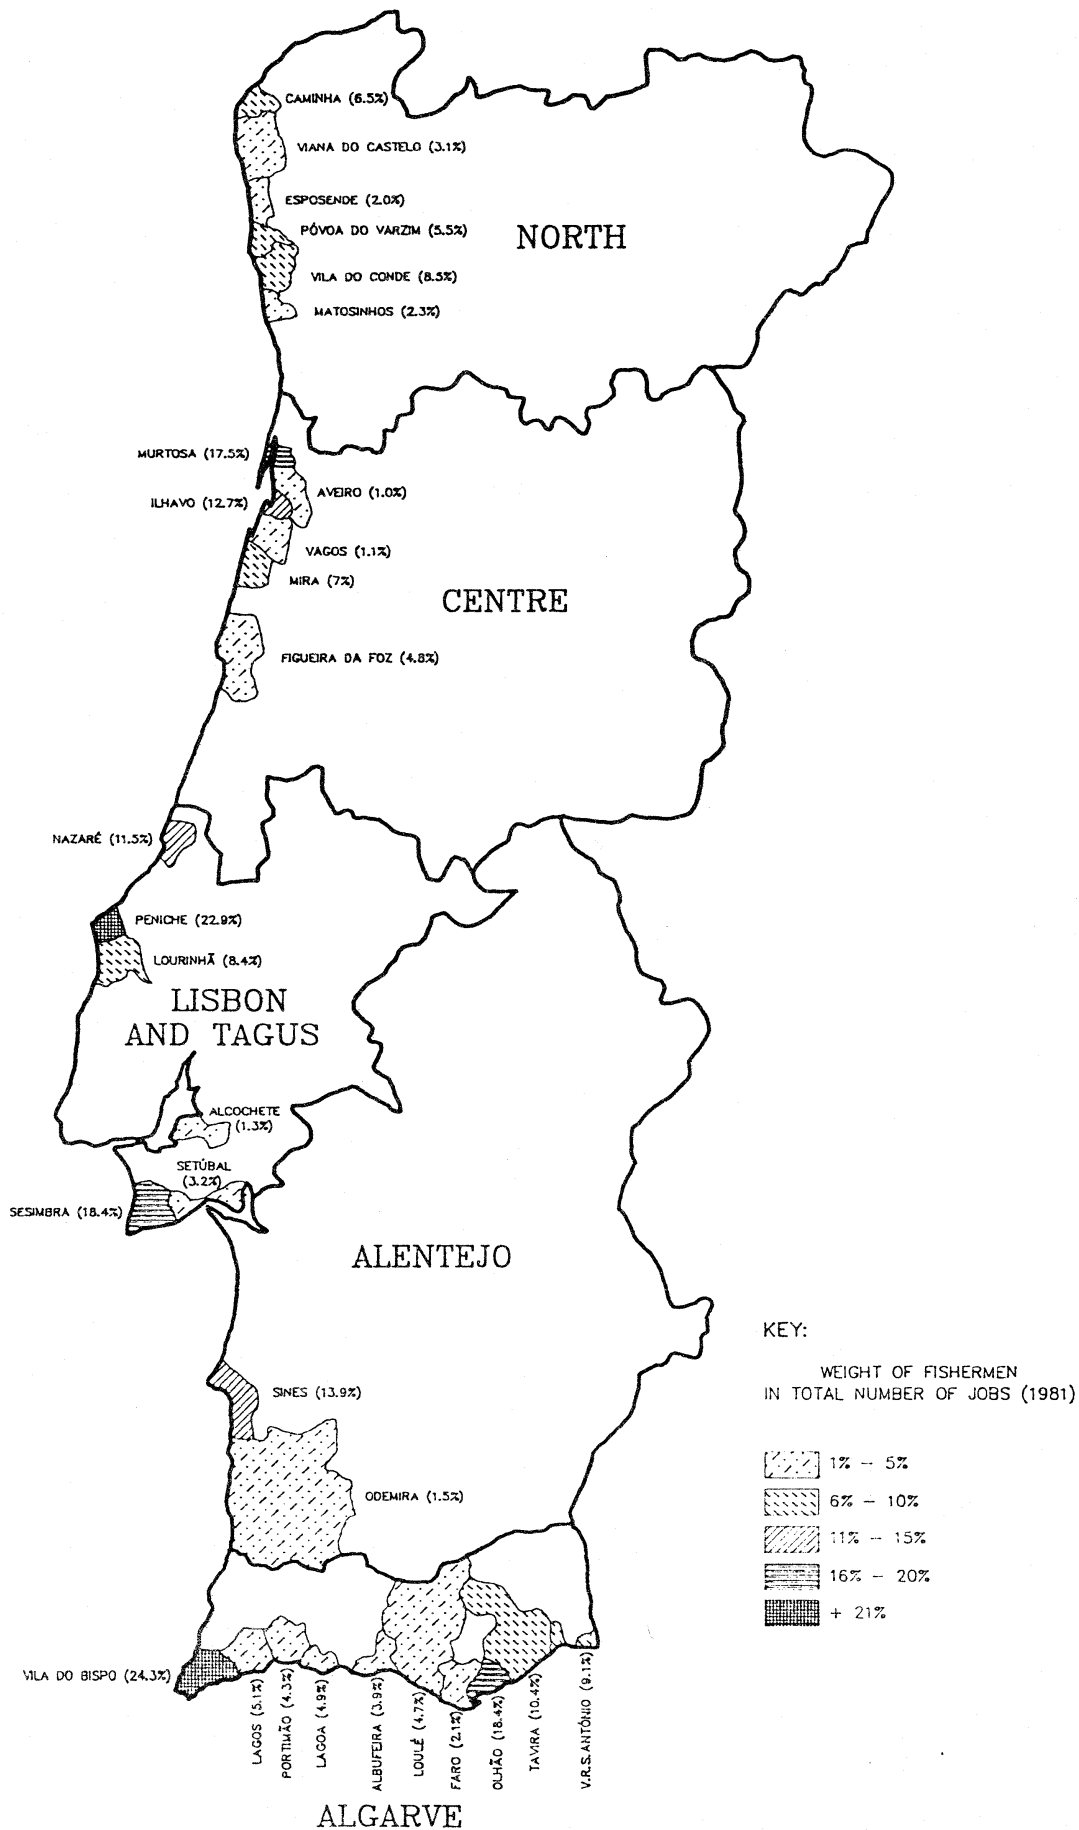 CAMINHA (6.5%)
VIANA DO CASTELO (3.1%)
ESPOSENDE (2.0%)
PÓVOA DO VARZIM (5.5%)
NORTH
VILA DO CONDE (8.5%)
MATOSINHOS (2.3%)
MURTOSA (17.5%)
AVEIRO (1.0%)
ILHAVO (12.7%)
VAGOS (1.1%)
MIRA (7%)
CENTRE
FIGUEIRA DA FOZ (4.8%)
NAZARÉ (11.5%)
PENICHE (22.9%)
LOURINHÃ (8.4%)
LISBON
AND TAGUS
ALCOCHETE
(1.3%)
SETÚBAL
(3.2%)
SESIMBRA (18.4%)
ALENTEJO
SINES (13.9%)
ODEMIRA (1.5%)
VILA DO BISPO (24.3%)
LAGOS (5.1%)
PORTIMÃO (4.3%)
LAGOA (4.9%)
ALBUFEIRA (3.9%)
LOULÉ (4.7%)
FARO (2.1%)
OLHÃO (18.4%)
TAVIRA (10.4%)
V.R.S.ANTÓNIO (9.1%)
ALGARVE
KEY:
WEIGHT OF FISHERMEN
IN TOTAL NUMBER OF JOBS (1981)
1% - 5%
6% - 10%
11% - 15%
16% - 20%
+ 21%